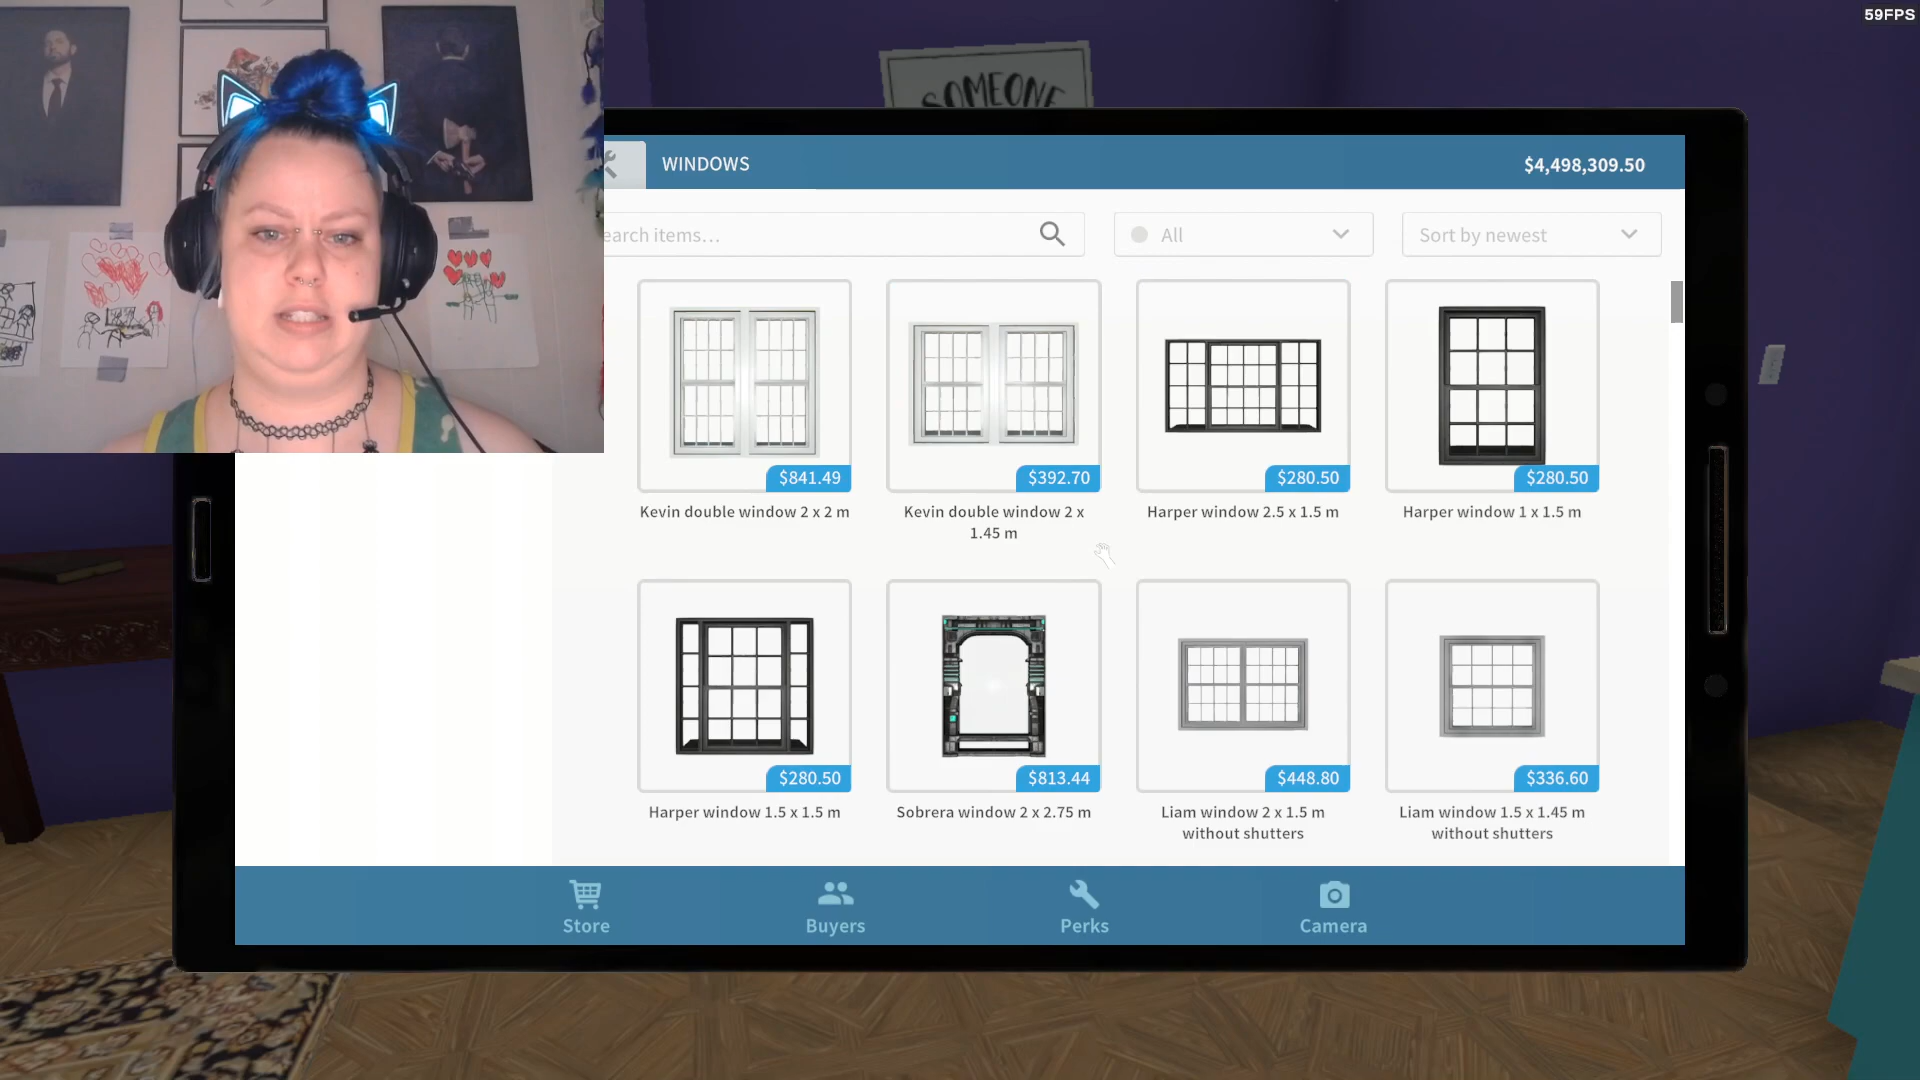 59FPS
SOMEONE
WINDOWS
$4,498,309.50
earch items...
All
Sort by newest
$841.49
$392.70
$280.50
$280.50
Kevin double window 2 x 2 m
Kevin double window 2 x
1.45 m
Harper window 2.5 x 1.5 m
Harper window 1 x 1.5 m
$280.50
$813.44
$448.80
$336.60
Harper window 1.5 x 1.5 m
Sobrera window 2 x 2.75 m
Liam window 2 x 1.5 m
without shutters
Liam window 1.5 x 1.45 m
without shutters
Store
Buyers
Perks
Camera